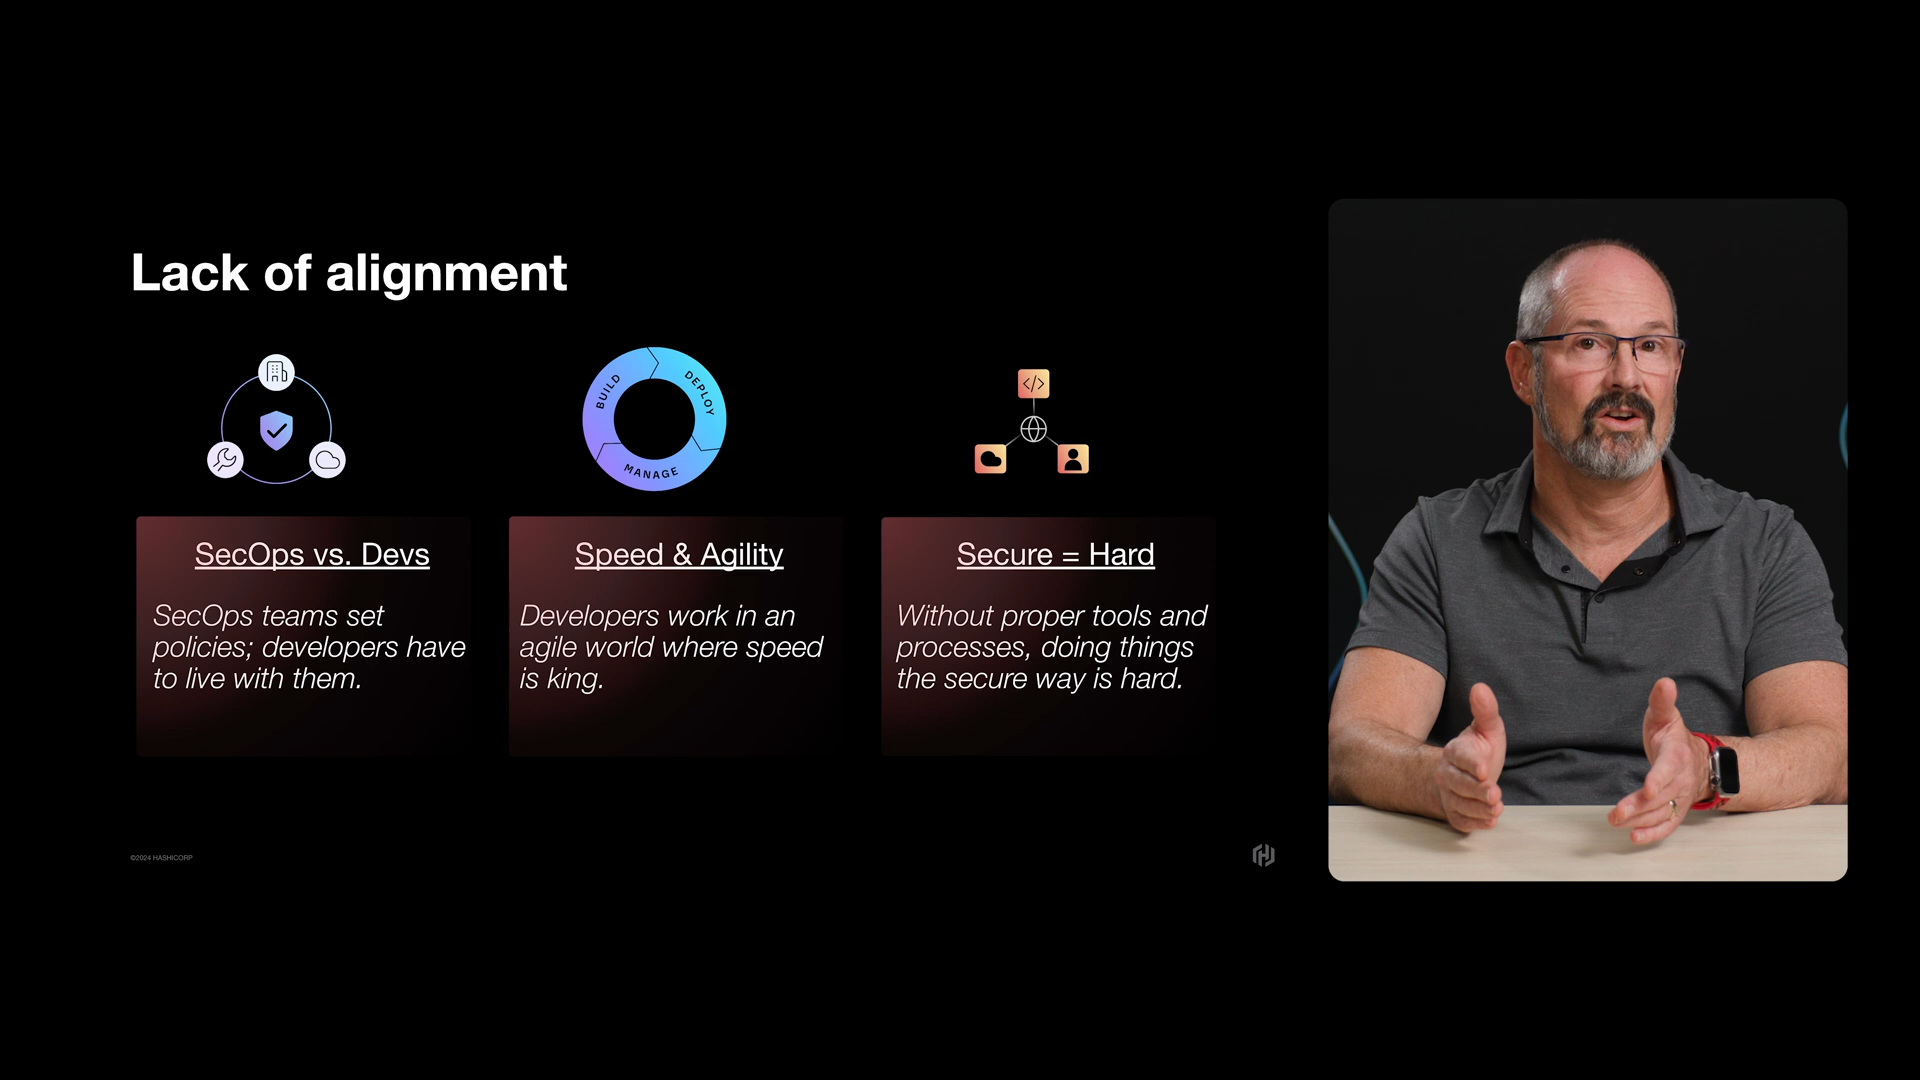 Lack of alignment
BUILD
DEPLOY
MANAGE
SecOps vs. Devs
SecOps teams set
policies; developers have
to live with them.
Speed & Agility
Developers work in an
agile world where speed
is king.
Secure = Hard
Without proper tools and
processes, doing things
the secure way is hard.
©2024 HASHICORP